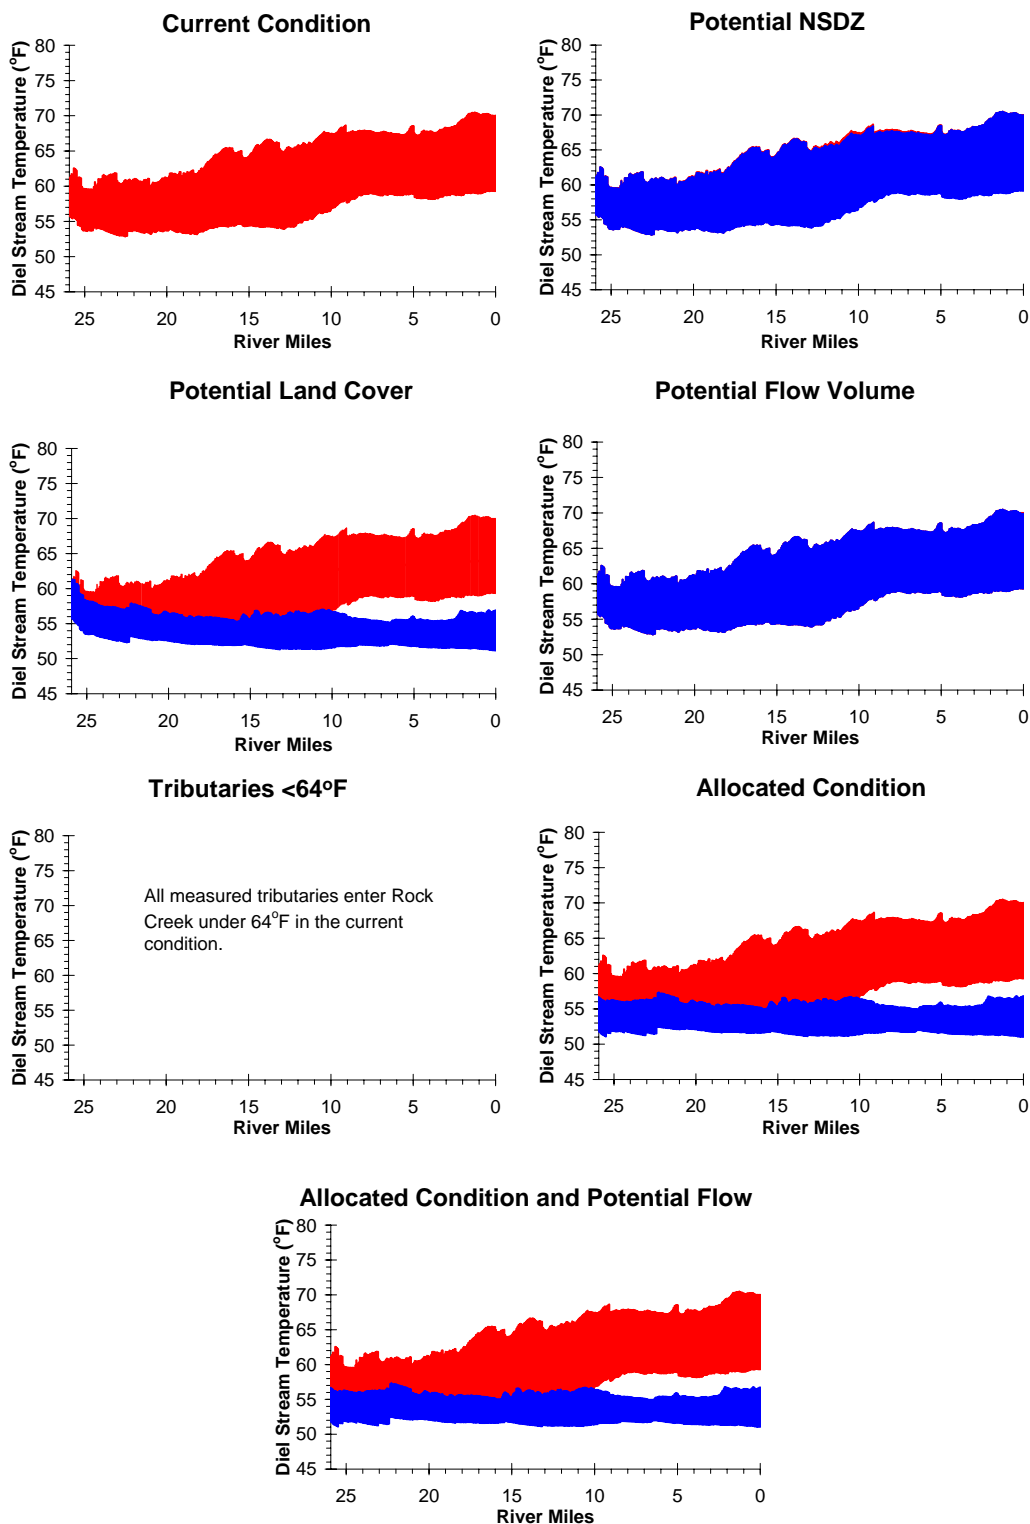 Current Condition
80
75
70
65
60
55
50
45
Diel Stream Temperature (°F)
25 20 15 10 5 0
River Miles
Potential NSDZ
80
75
70
65
60
55
50
45
Diel Stream Temperature (°F)
25 20 15 10 5 0
River Miles
Potential Land Cover
80
75
70
65
60
55
50
45
Diel Stream Temperature (°F)
25 20 15 10 5 0
River Miles
Potential Flow Volume
80
75
70
65
60
55
50
45
Diel Stream Temperature (°F)
25 20 15 10 5 0
River Miles
Tributaries <64°F
80
75
70
65
60
55
50
45
Diel Stream Temperature (°F)
All measured tributaries enter Rock
Creek under 64°F in the current
condition.
25 20 15 10 5 0
River Miles
Allocated Condition
80
75
70
65
60
55
50
45
Diel Stream Temperature (°F)
25 20 15 10 5 0
River Miles
Allocated Condition and Potential Flow
80
75
70
65
60
55
50
45
Diel Stream Temperature (°F)
25 20 15 10 5 0
River Miles